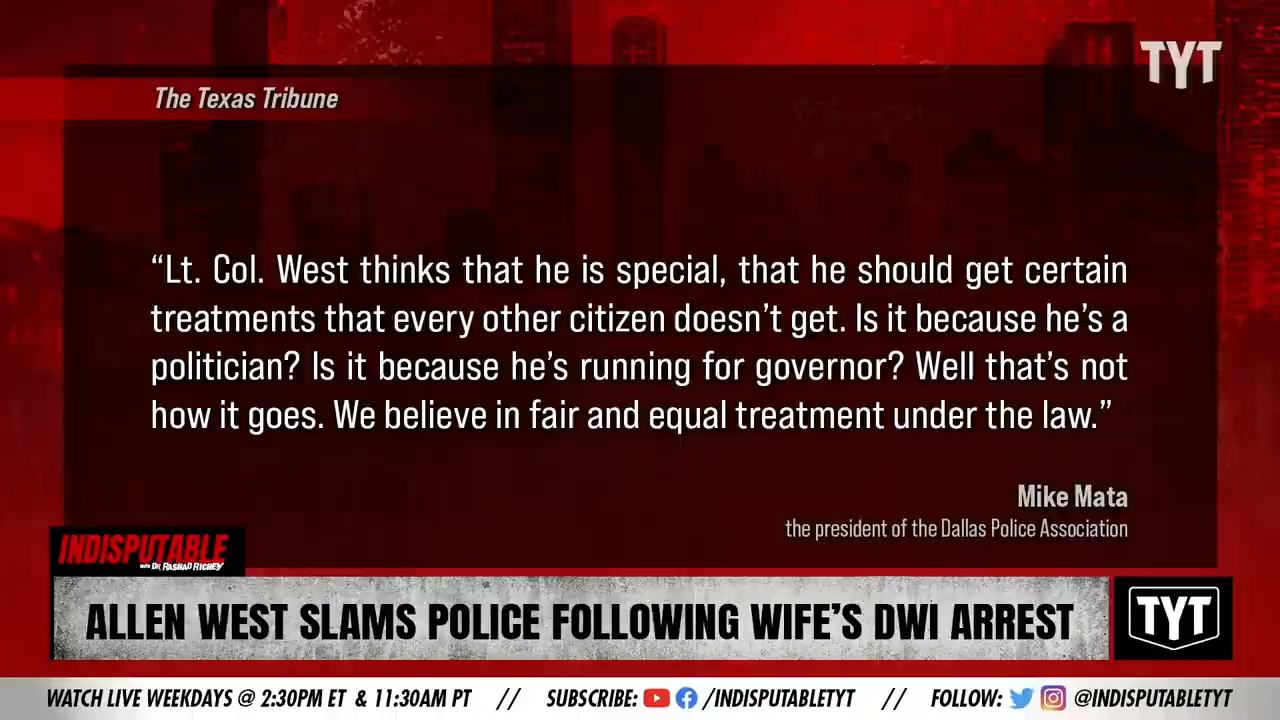 TYT
The Texas Tribune
“Lt. Col. West thinks that he is special, that he should get certain
treatments that every other citizen doesn’t get. Is it because he’s a
politician? Is it because he’s running for governor? Well that’s not
how it goes. We believe in fair and equal treatment under the law.”
Mike Mata
the president of the Dallas Police Association
INDISPUTABLE
WITH DR. RASHAD RICHEY
ALLEN WEST SLAMS POLICE FOLLOWING WIFE’S DWI ARREST
TYT
WATCH LIVE WEEKDAYS @ 2:30PM ET & 11:30AM PT // SUBSCRIBE: /INDISPUTABLETYT // FOLLOW: @INDISPUTABLETYT